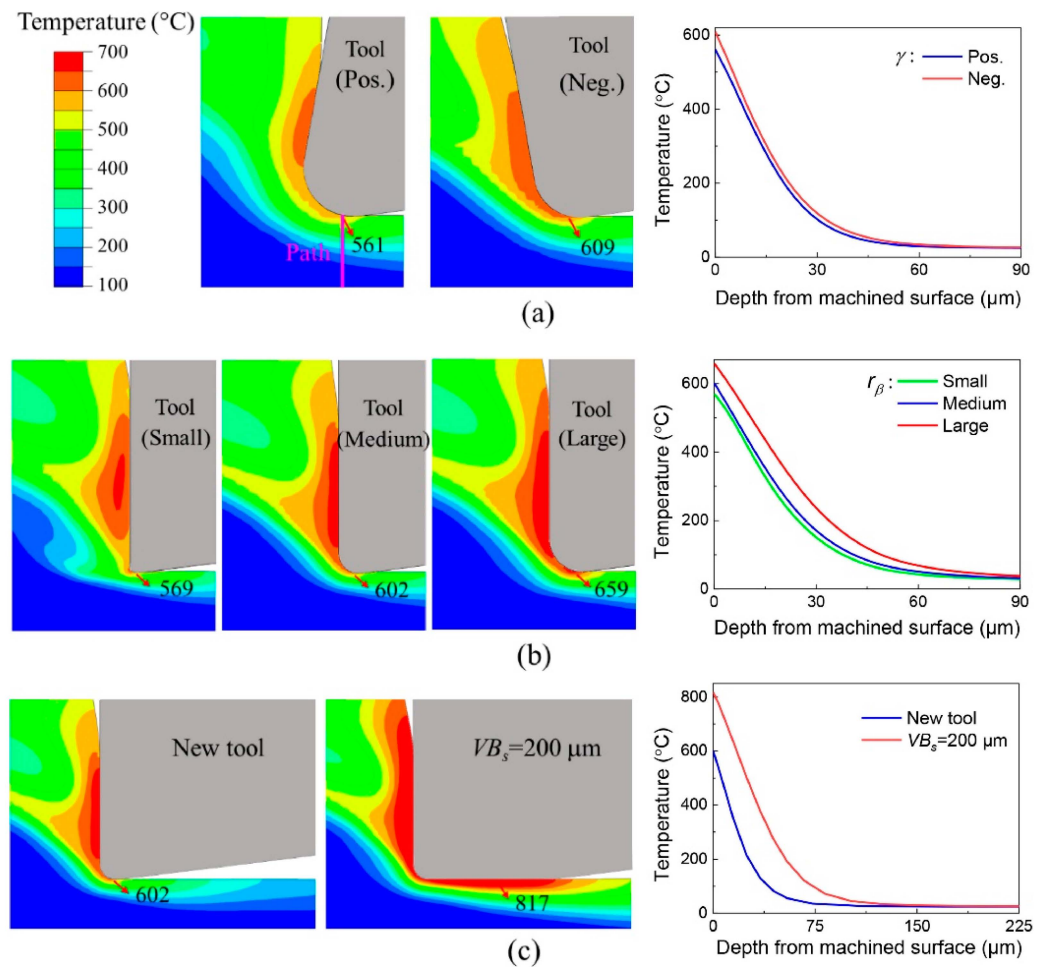 Temperature (°C)
700
600
500
400
300
200
100
Tool
(Pos.)
561
Path
Tool
(Neg.)
609
Temperature (°C)
600
400
200
0
γ: Pos.
Neg.
0 30 60 90
Depth from machined surface (μm)
(a)
Tool
(Small)
569
Tool
(Medium)
602
Tool
(Large)
659
Temperature (°C)
600
400
200
0
rβ: Small
Medium
Large
0 30 60 90
Depth from machined surface (μm)
(b)
New tool
602
VBs=200 μm
817
Temperature (°C)
800
600
400
200
0
New tool
VBs=200 μm
0 75 150 225
Depth from machined surface (μm)
(c)